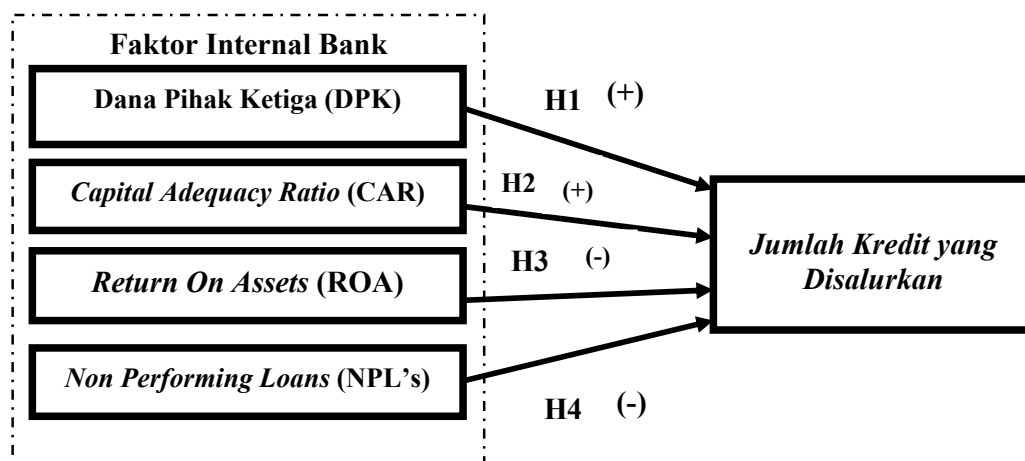 Faktor Internal Bank
Dana Pihak Ketiga (DPK)
H1 (+)
Capital Adequacy Ratio (CAR)
H2 (+)
Return On Assets (ROA)
H3 (-)
Non Performing Loans (NPL’s)
H4 (-)
Jumlah Kredit yang
Disalurkan